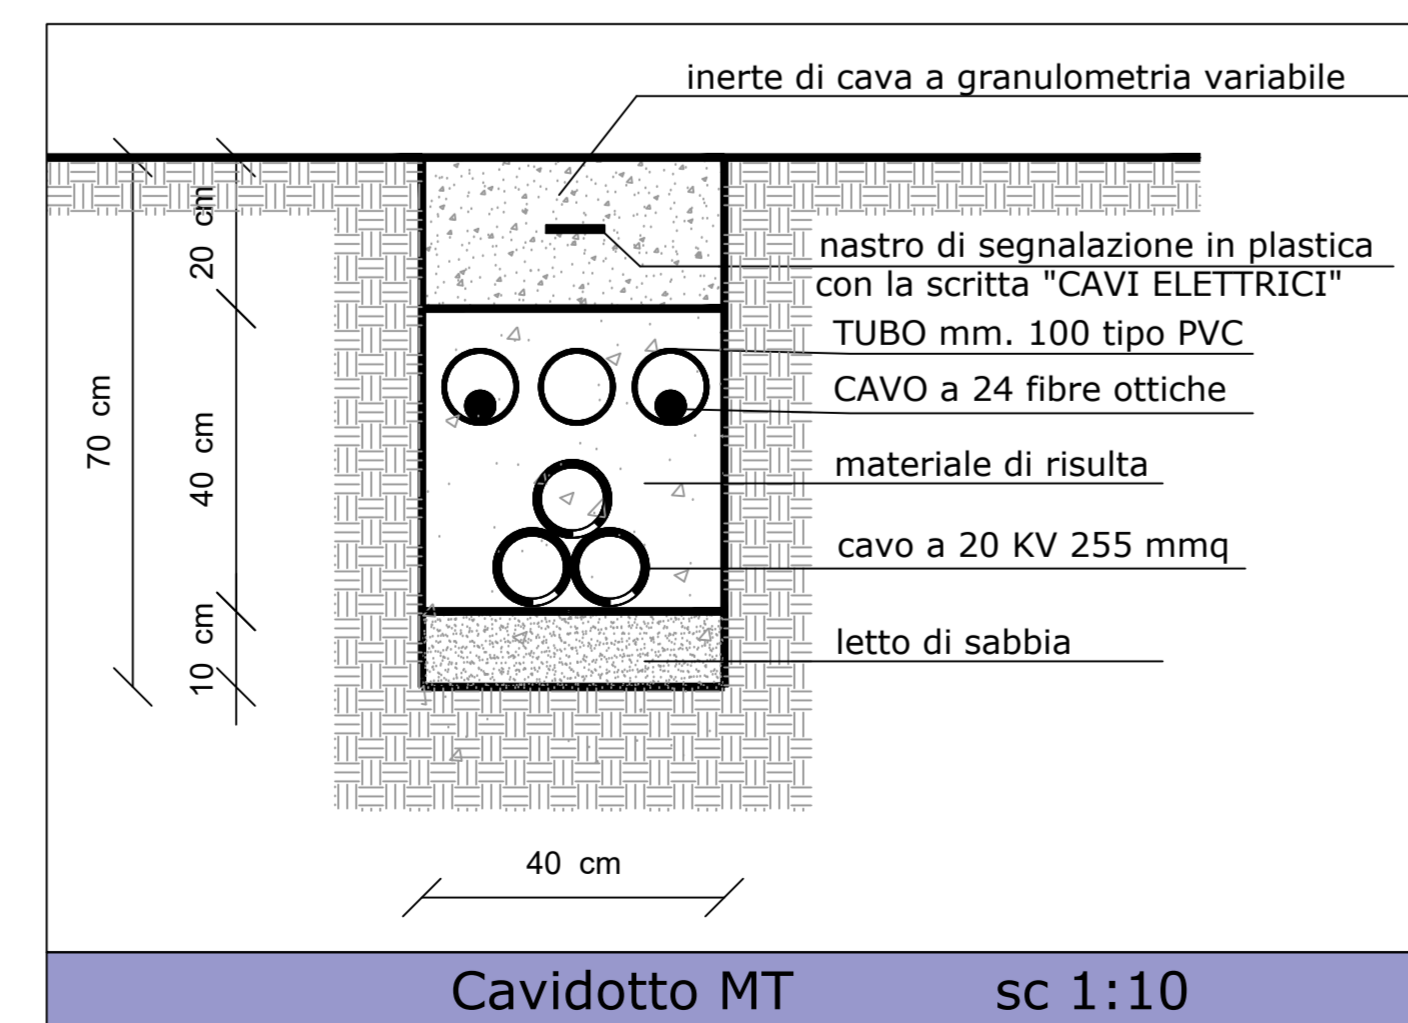 inerte di cava a granulometria variabile
20 cm
nastro di segnalazione in plastica
con la scritta "CAVI ELETTRICI"
TUBO mm. 100 tipo PVC
CAVO a 24 fibre ottiche
70 cm
40 cm
materiale di risulta
cavo a 20 KV 255 mmq
10 cm
letto di sabbia
40 cm
Cavidotto MT sc 1:10